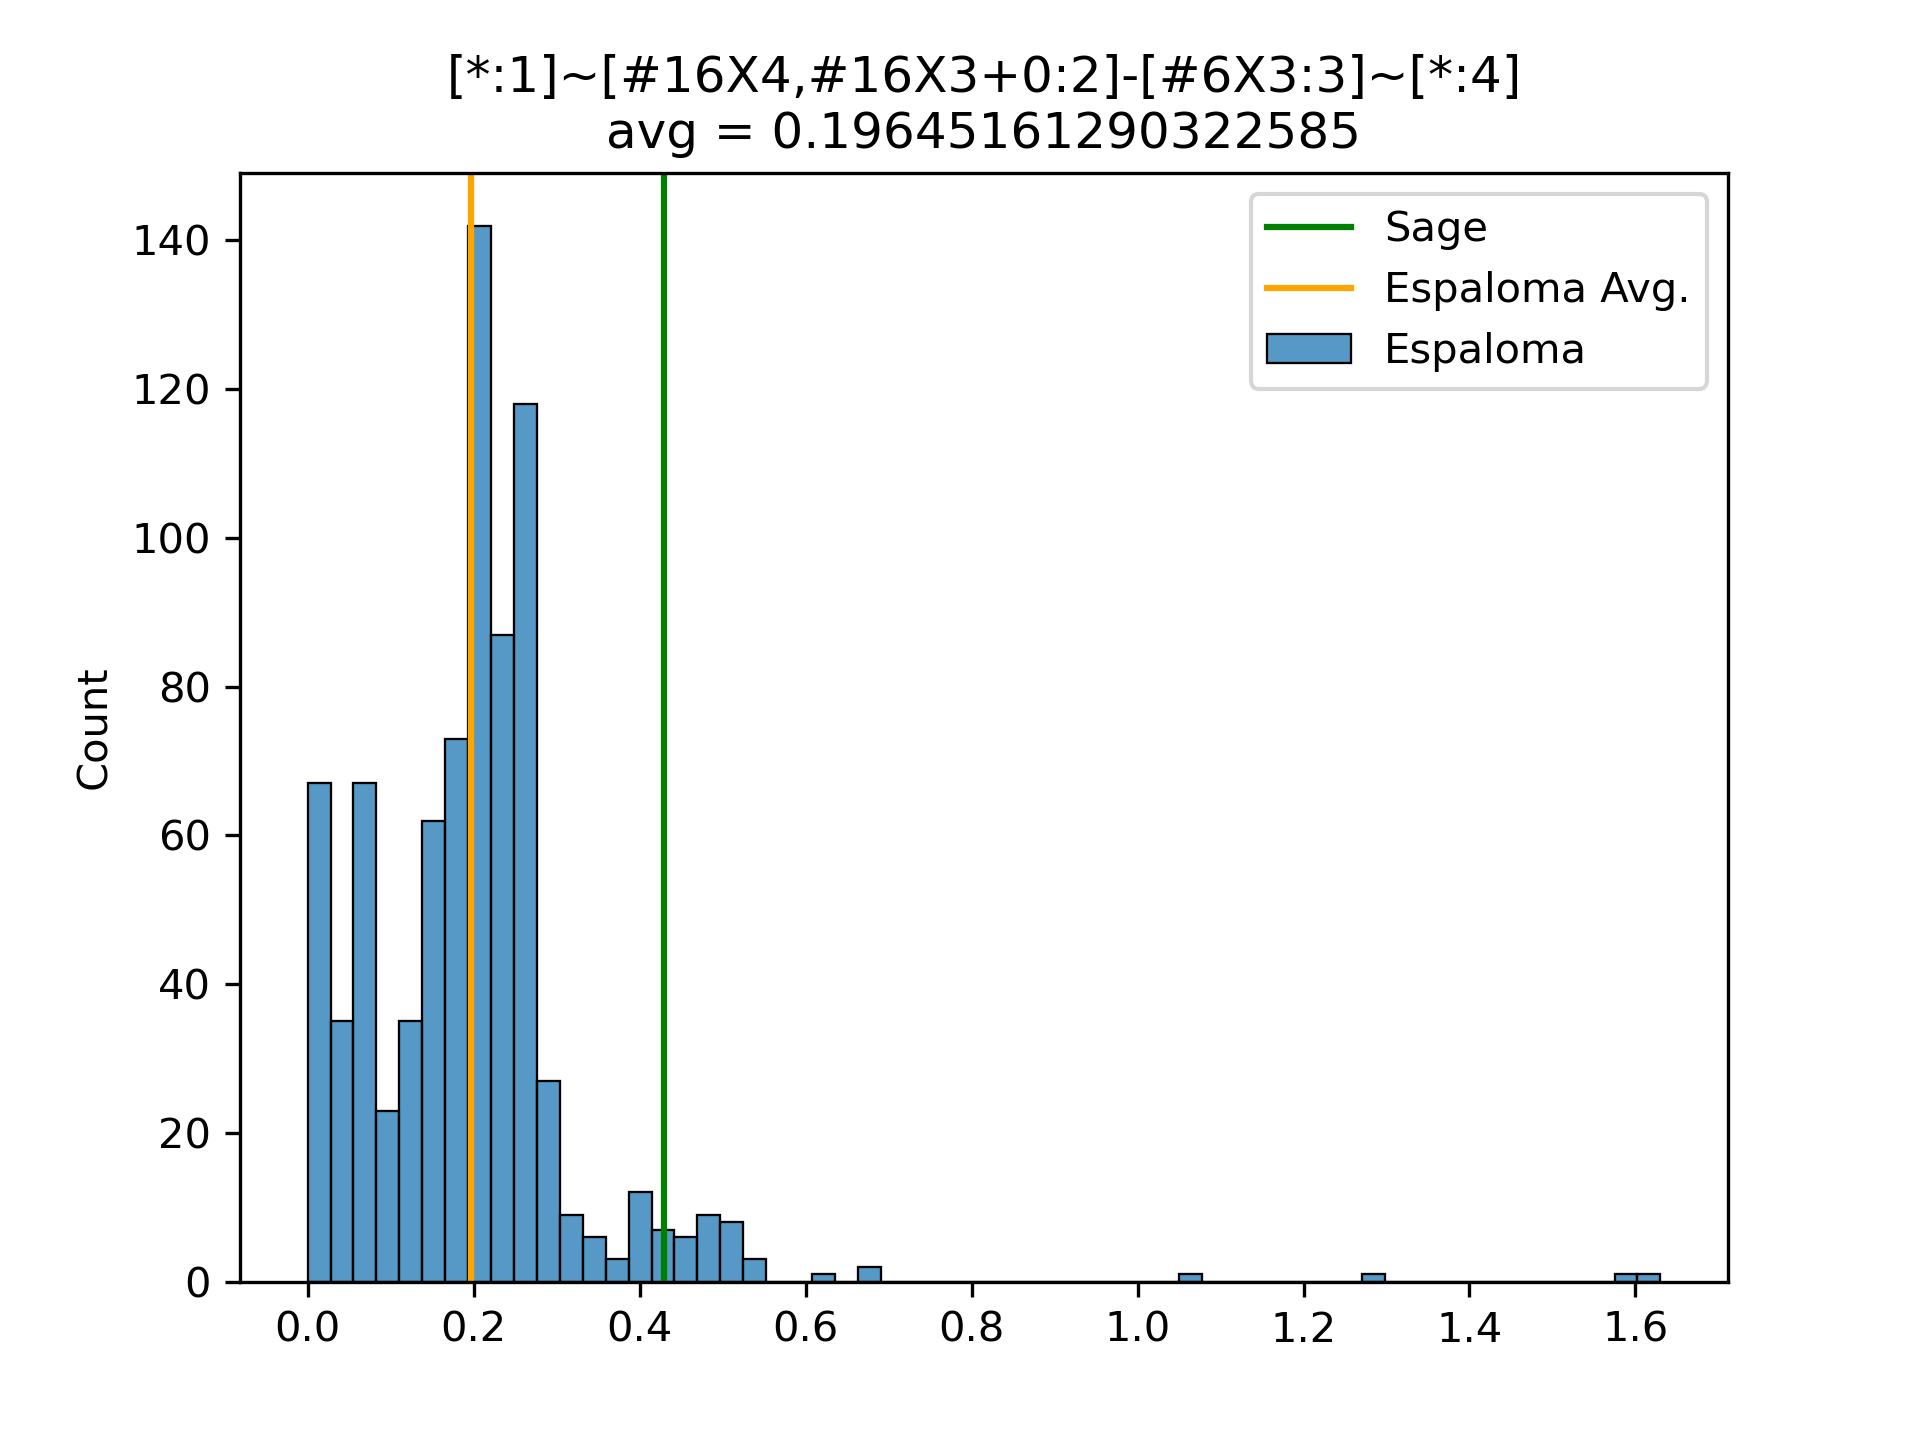 [*:1]~[#16X4,#16X3+0:2]-[#6X3:3]~[*:4]
avg = 0.19645161290322585
Sage
Espaloma Avg.
Espaloma
140
120
100
80
60
40
20
0
Count
0.0 0.2 0.4 0.6 0.8 1.0 1.2 1.4 1.6